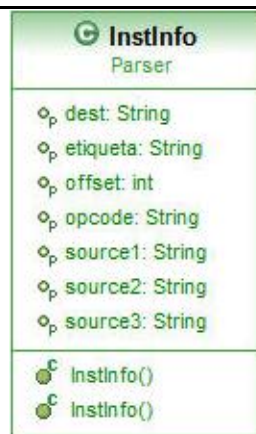 InstInfo
Parser
dest: String
etiqueta: String
offset: int
opcode: String
source1: String
source2: String
source3: String
InstInfo()
InstInfo()